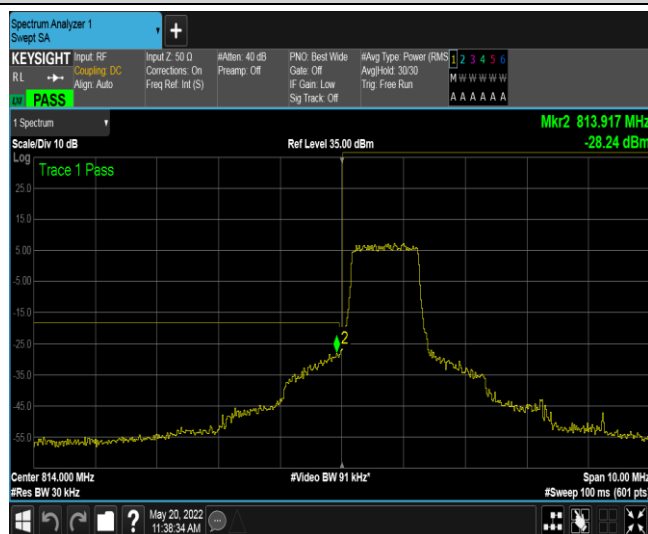 Spectrum Analyzer 1
Swept SA
+
KEYSIGHT
RL
PASS
Input: RF
Coupling: DC
Align: Auto
Input Z: 50 Ω
Corrections: On
Freq Ref: Int (S)
#Atten: 40 dB
Preamp: Off
PNO: Best Wide
Gate: Off
IF Gain: Low
Sig Track: Off
#Avg Type: Power (RMS
Avg|Hold: 30/30
Trig: Free Run
1 2 3 4 5 6
M W W W W W
A A A A A A
1 Spectrum
Scale/Div 10 dB
Ref Level 35.00 dBm
Mkr2 813.917 MHz
-28.24 dBm
Log
Trace 1 Pass
25.0
15.0
5.00
-5.00
-15.0
-25.0
-35.0
-45.0
-55.0
2
Center 814.000 MHz
#Video BW 91 kHz*
Span 10.00 MHz
#Res BW 30 kHz
#Sweep 100 ms (601 pts)
?
May 20, 2022
11:38:34 AM